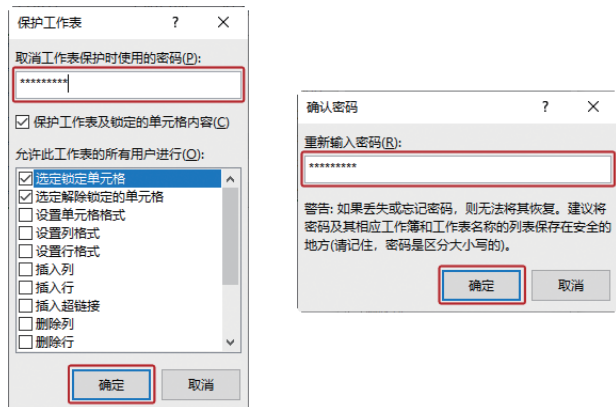 保护工作表 ? ×
取消工作表保护时使用的密码(P):
*********
保护工作表及锁定的单元格内容(C)
允许此工作表的所有用户进行(O):
选定锁定单元格
选定解除锁定的单元格
设置单元格格式
设置列格式
设置行格式
插入列
插入行
插入超链接
删除列
删除行
确定 取消
确认密码 ? ×
重新输入密码(R):
*********
警告: 如果丢失或忘记密码，则无法将其恢复。建议将
密码及其相应工作簿和工作表名称的列表保存在安全的
地方(请记住，密码是区分大小写的)。
确定 取消